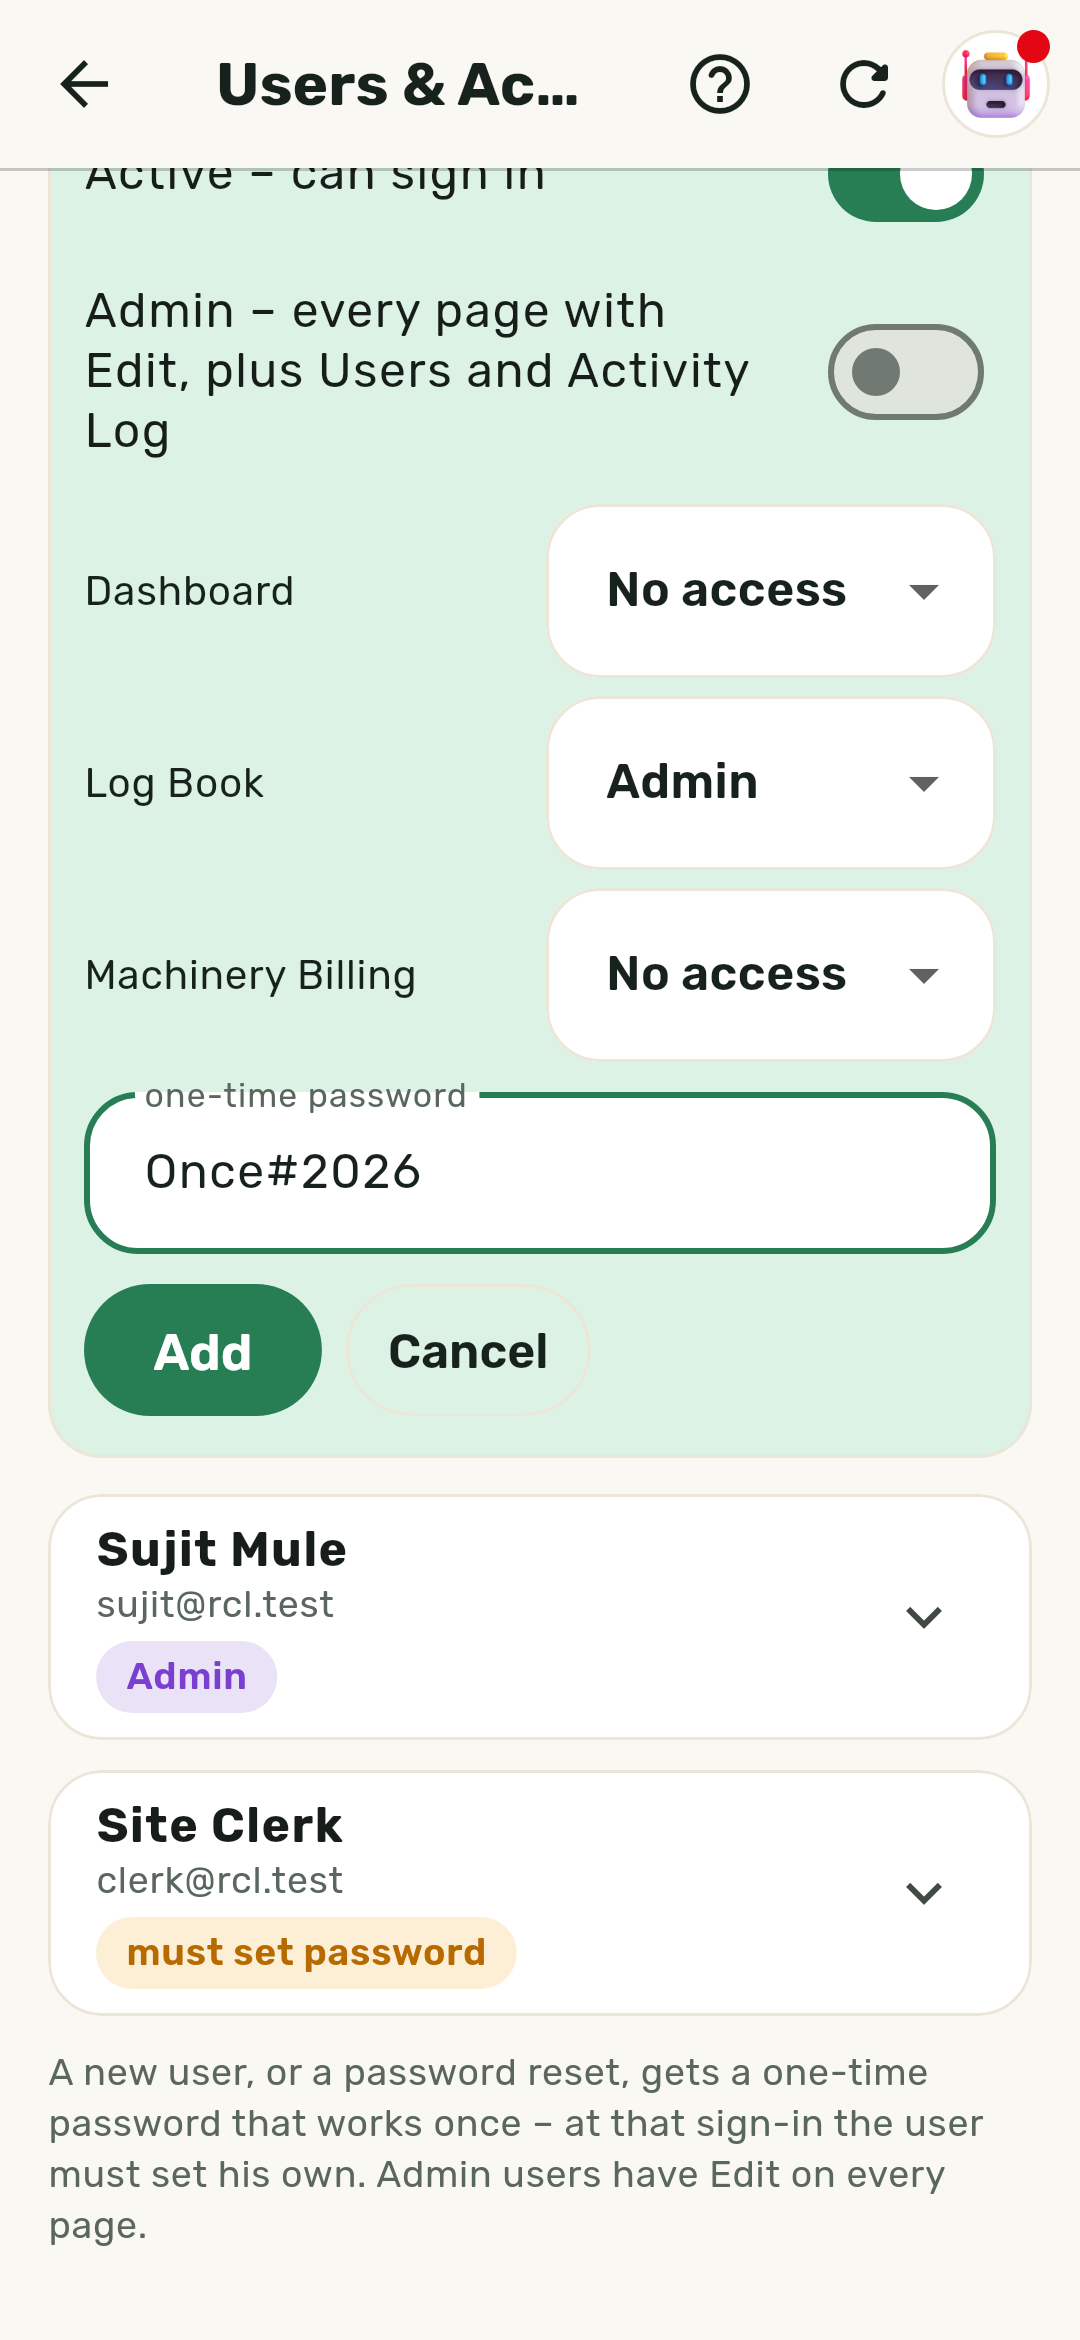 Users & Ac...
Active – can sign in
Admin – every page with
Edit, plus Users and Activity
Log
Dashboard
No access
Log Book
Admin
Machinery Billing
No access
one-time password
Once#2026
Add
Cancel
Sujit Mule
sujit@rcl.test
Admin
Site Clerk
clerk@rcl.test
must set password
A new user, or a password reset, gets a one-time
password that works once – at that sign-in the user
must set his own. Admin users have Edit on every
page.